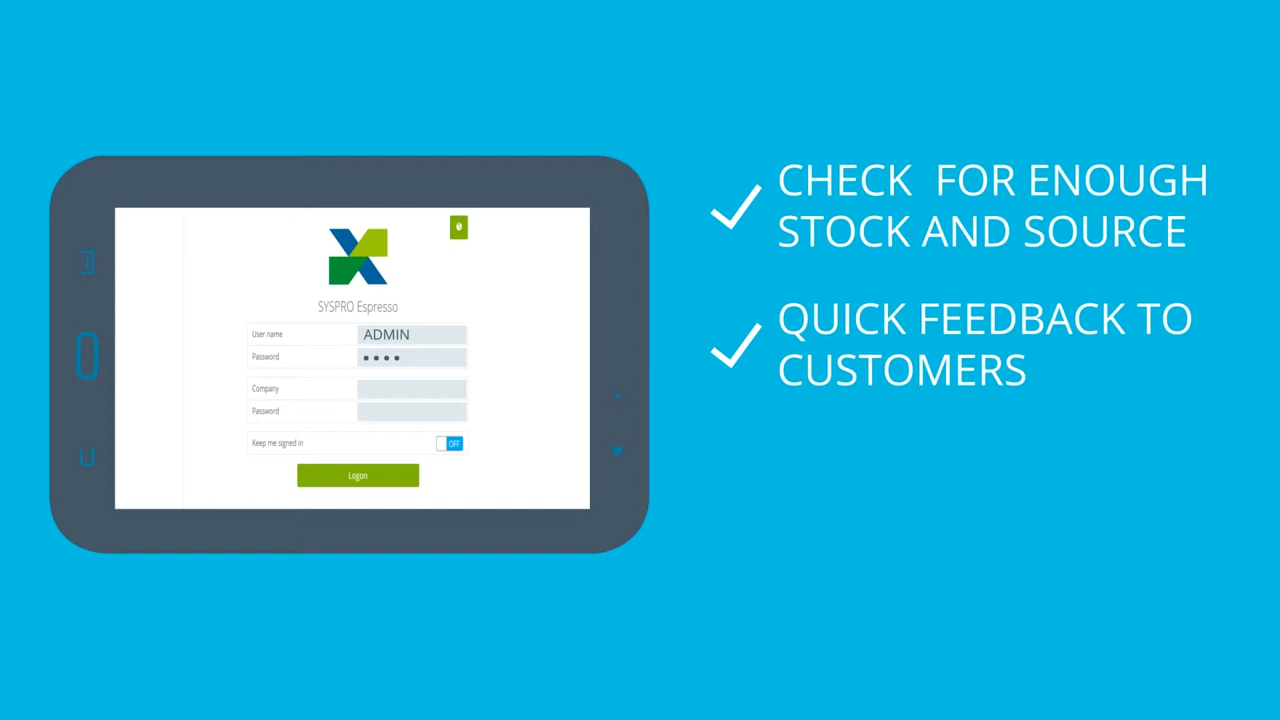 SYSPRO Espresso
User name ADMIN
Password ••••
Company
Password
Keep me signed in OFF
Logon
CHECK FOR ENOUGH
STOCK AND SOURCE
QUICK FEEDBACK TO
CUSTOMERS